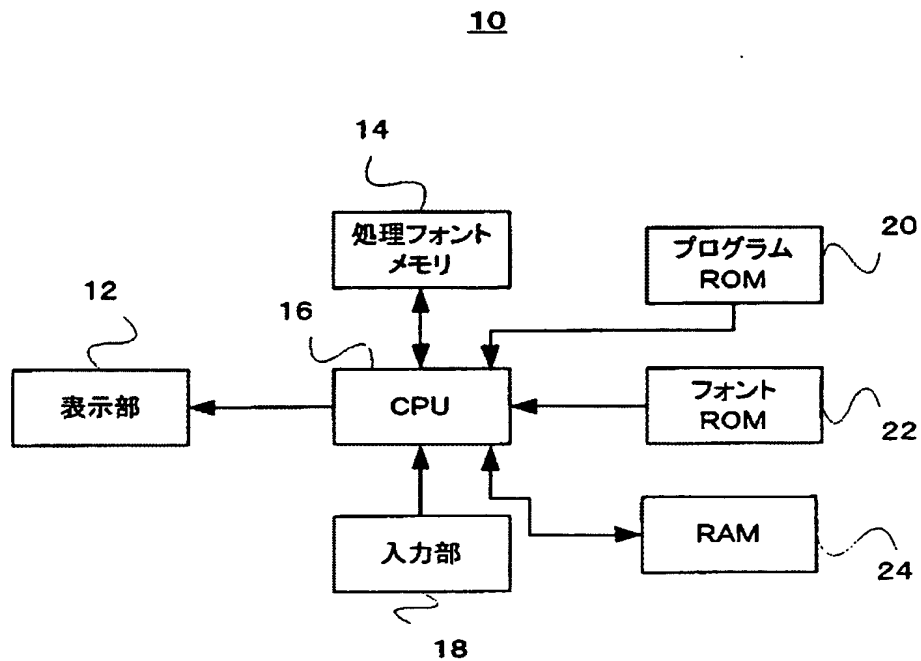 10
14
処理フォント
メモリ
20
プログラム
ROM
12
16
表示部
CPU
フォント
ROM
22
入力部
RAM
24
18